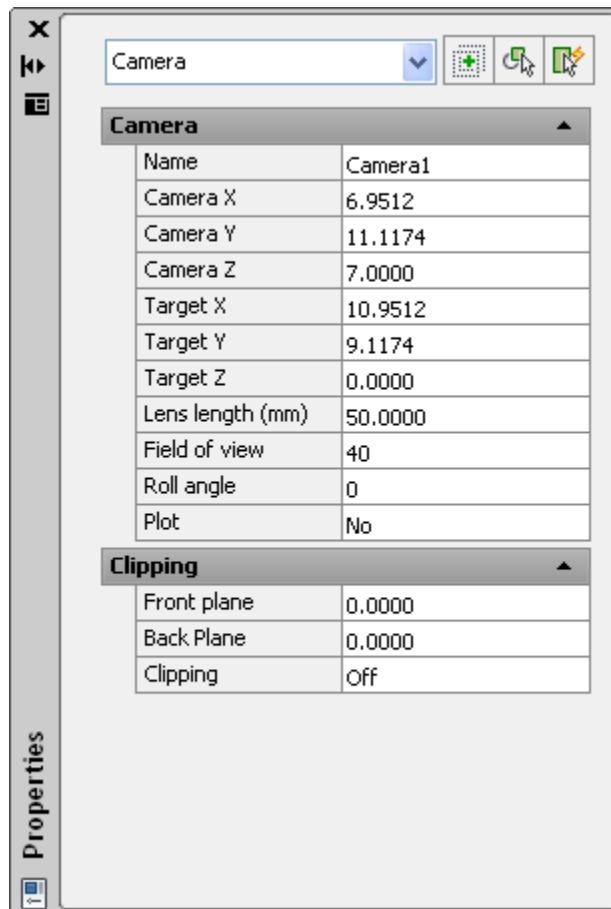 Camera
Camera
Name Camera1
Camera X 6.9512
Camera Y 11.1174
Camera Z 7.0000
Target X 10.9512
Target Y 9.1174
Target Z 0.0000
Lens length (mm) 50.0000
Field of view 40
Roll angle 0
Plot No
Clipping
Front plane 0.0000
Back Plane 0.0000
Clipping Off
Properties